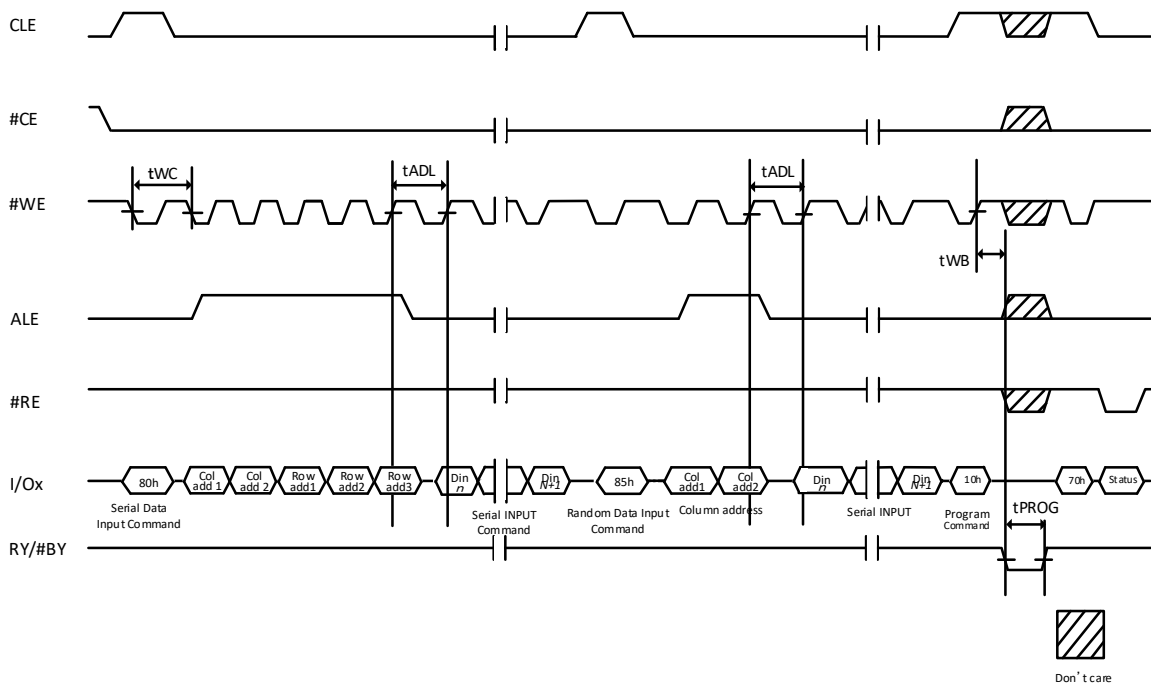 CLE
#CE
tWC
tADL
tADL
#WE
tWB
ALE
#RE
I/Ox
80h
Col
add 1
Col
add 2
Row
add1
Row
add2
Row
add3
Din
n
Din
N+1
85h
Col
add1
Col
add2
Din
n
Din
N+1
10h
70h
Status
Serial Data
Input Command
Serial INPUT
Command
Random Data Input
Command
Column address
Serial INPUT
Program
Command
tPROG
RY/#BY
Don't care